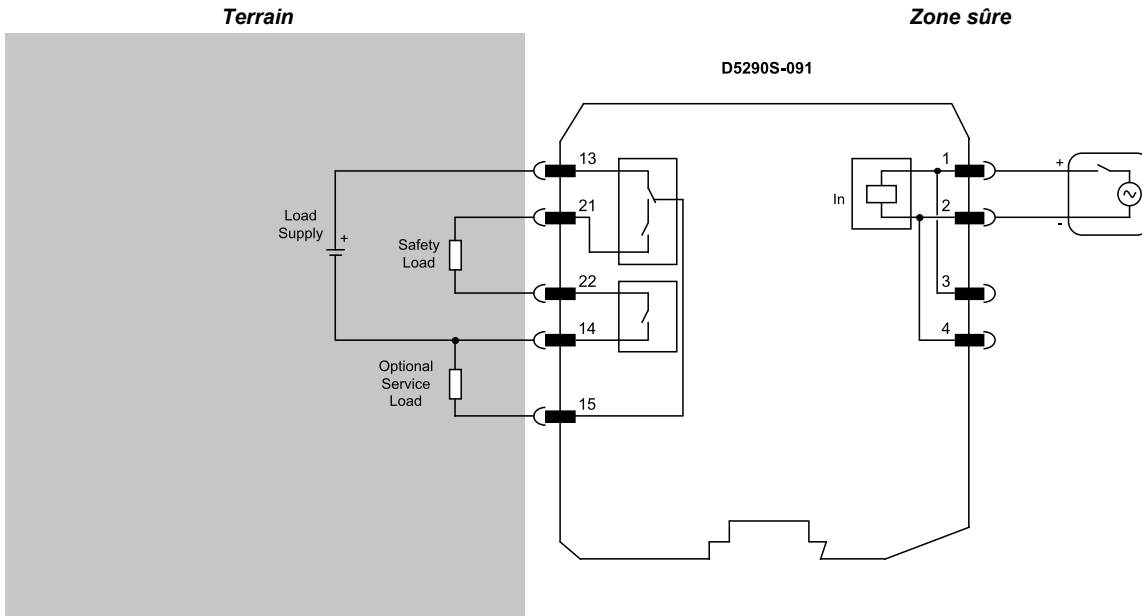 Terrain
Zone sûre
D5290S-091
13
21
22
14
15
Load
Supply
+
Safety
Load
Optional
Service
Load
In
1
2
3
4
+
-